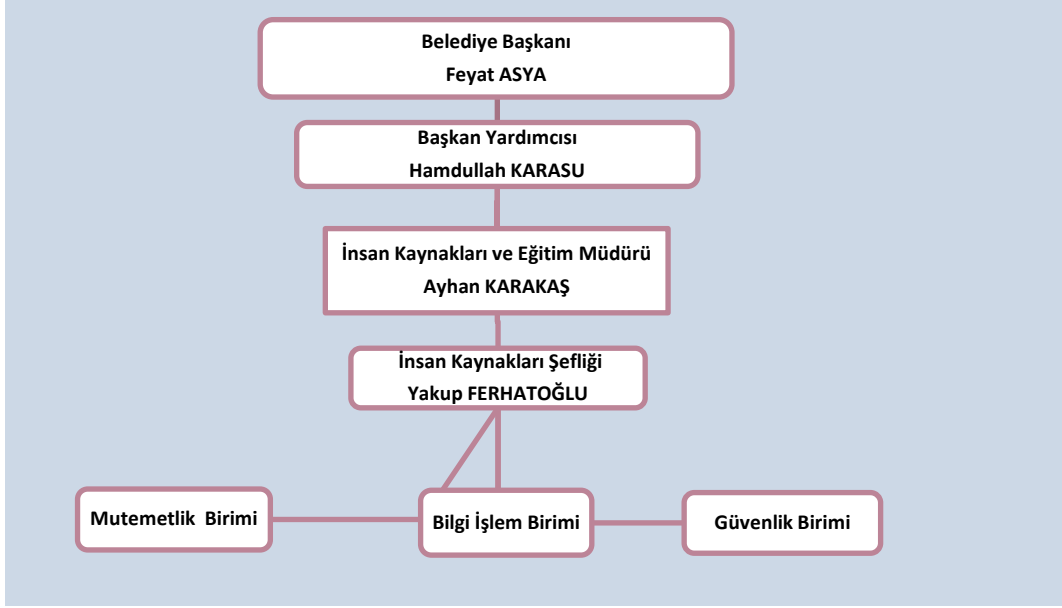 Belediye Başkanı
Feyat ASYA
Başkan Yardımcısı
Hamdullah KARASU
İnsan Kaynakları ve Eğitim Müdürü
Ayhan KARAKAŞ
İnsan Kaynakları Şefliği
Yakup FERHATOĞLU
Mutemetlik Birimi
Bilgi İşlem Birimi
Güvenlik Birimi